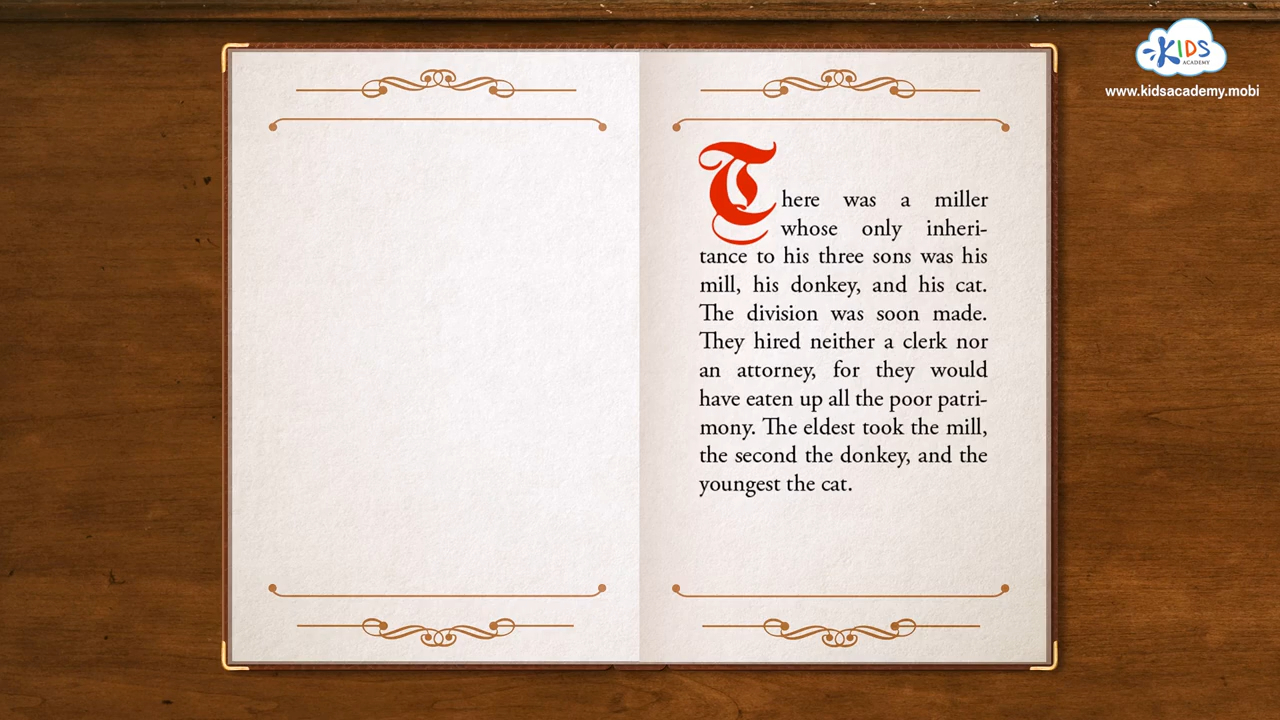 KIDS
ACADEMY
www.kidsacademy.mobi
There was a miller
whose only inheri-
tance to his three sons was his
mill, his donkey, and his cat.
The division was soon made.
They hired neither a clerk nor
an attorney, for they would
have eaten up all the poor patri-
mony. The eldest took the mill,
the second the donkey, and the
youngest the cat.